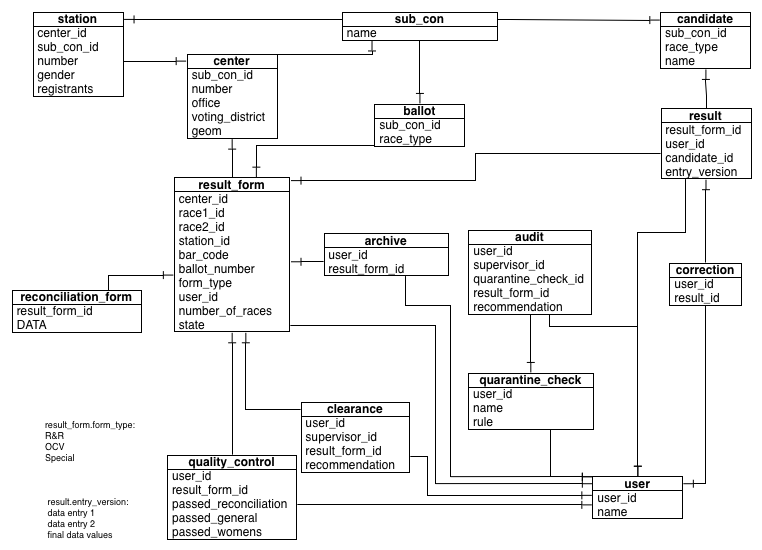 station
center_id
sub_con_id
number
gender
registrants
sub_con
name
candidate
sub_con_id
race_type
name
center
sub_con_id
number
office
voting_district
geom
ballot
sub_con_id
race_type
result
result_form_id
user_id
candidate_id
entry_version
result_form
center_id
race1_id
race2_id
station_id
bar_code
ballot_number
form_type
user_id
number_of_races
state
archive
user_id
result_form_id
audit
user_id
supervisor_id
quarantine_check_id
result_form_id
recommendation
correction
user_id
result_id
reconciliation_form
result_form_id
DATA
quarantine_check
user_id
name
rule
clearance
user_id
supervisor_id
result_form_id
recommendation
result_form.form_type:
R&R
OCV
Special
quality_control
user_id
result_form_id
passed_reconciliation
passed_general
passed_womens
user
user_id
name
result.entry_version:
data entry 1
data entry 2
final data values